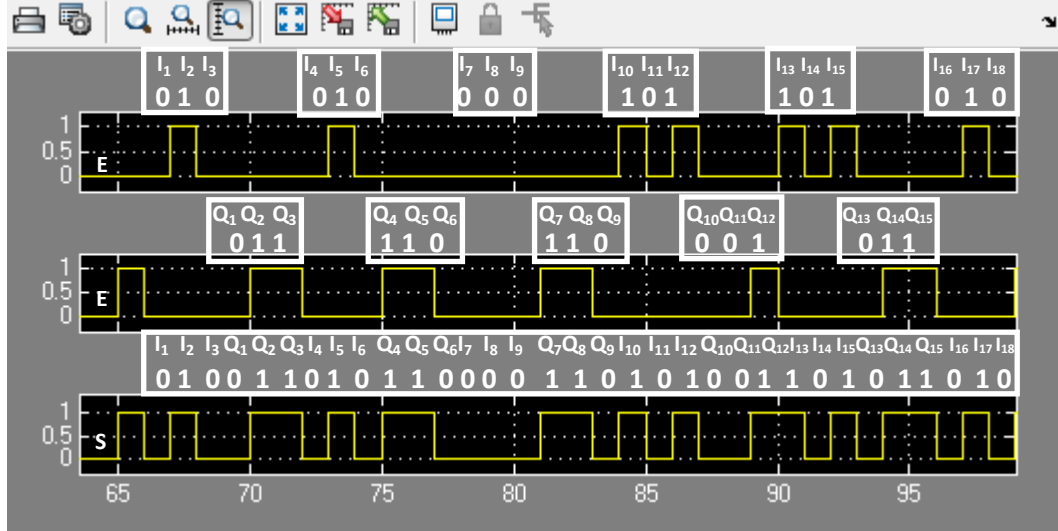 I₁ I₂ I₃ I₄ I₅ I₆ I₇ I₈ I₉ I₁₀ I₁₁ I₁₂ I₁₃ I₁₄ I₁₅ I₁₆ I₁₇ I₁₈
0 1 0 0 1 0 0 0 0 1 0 1 1 0 1 0 1 0
1
0.5
0
E
Q₁ Q₂ Q₃ Q₄ Q₅ Q₆ Q₇ Q₈ Q₉ Q₁₀Q₁₁Q₁₂ Q₁₃ Q₁₄Q₁₅
0 1 1 1 1 0 1 1 0 0 0 1 0 1 1
1
0.5
0
E
I₁ I₂ I₃ Q₁ Q₂ Q₃ I₄ I₅ I₆ Q₄ Q₅ Q₆ I₇ I₈ I₉ Q₇ Q₈ Q₉ I₁₀ I₁₁ I₁₂ Q₁₀ Q₁₁ Q₁₂ I₁₃ I₁₄ I₁₅ Q₁₃ Q₁₄ Q₁₅ I₁₆ I₁₇ I₁₈
0 1 0 0 1 1 0 1 0 1 1 0 0 0 0 1 1 0 1 0 1 0 0 1 1 0 1 0 1 1 0 1 0
1
0.5
0
S
65 70 75 80 85 90 95